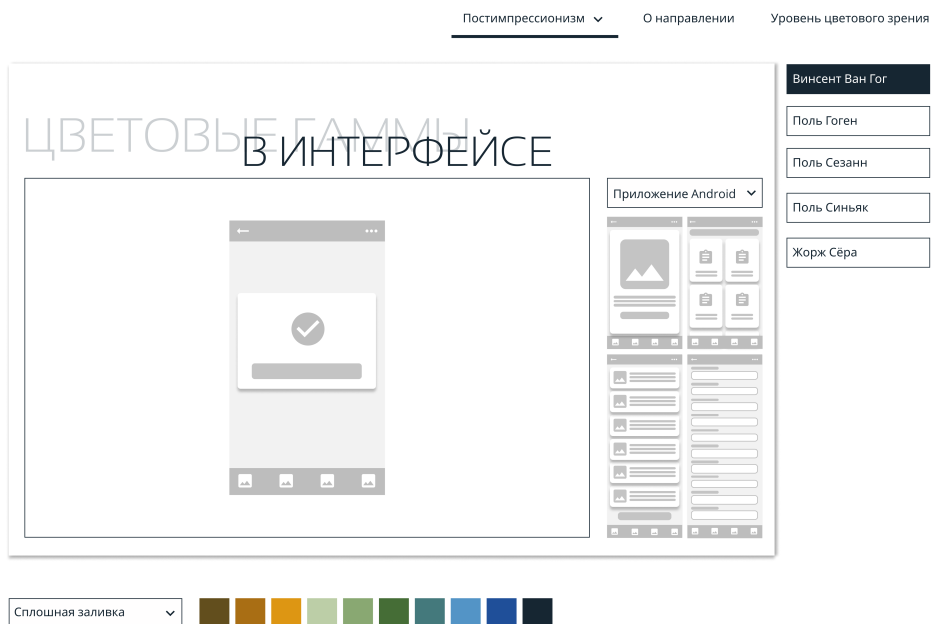 Постимпрессионизм
О направлении
Уровень цветового зрения
ЦВЕТОВЫЕ ГАММЫ
В ИНТЕРФЕЙСЕ
Приложение Android
Винсент Ван Гог
Поль Гоген
Поль Сезанн
Поль Синьяк
Жорж Сёра
Сплошная заливка